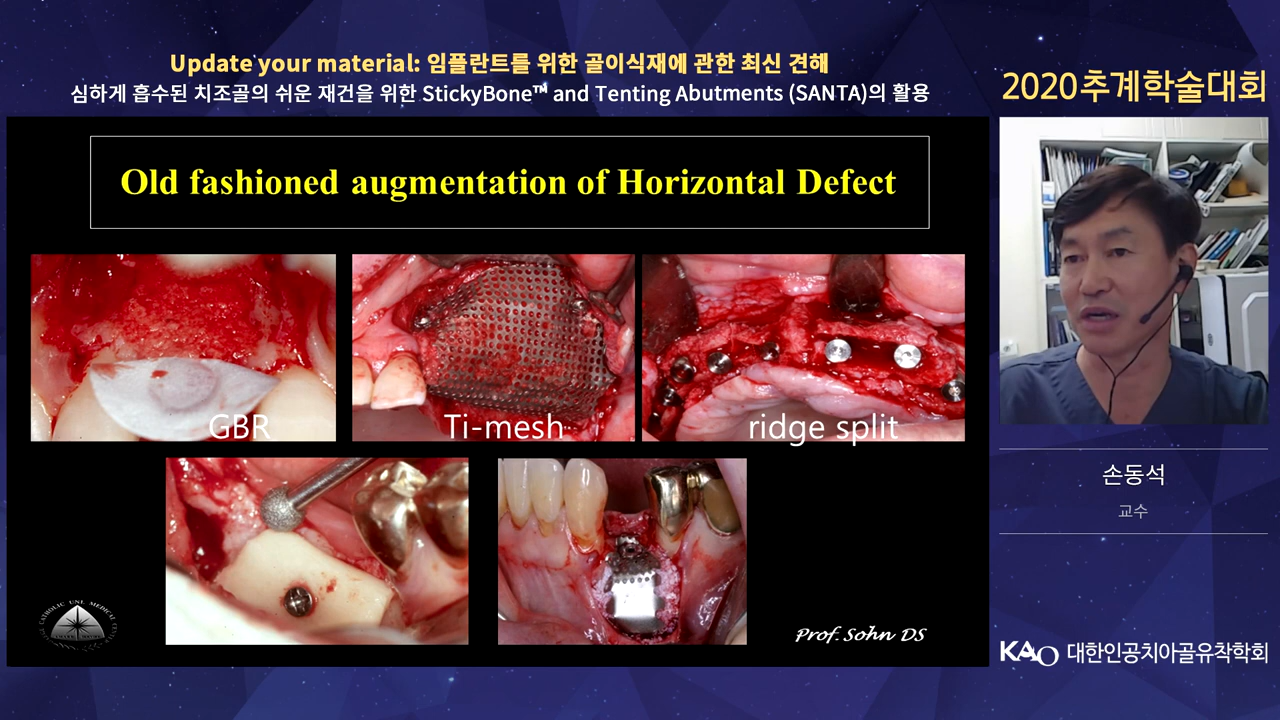 Update your material: 임플란트를 위한 골이식재에 관한 최신 견해
심하게 흡수된 치조골의 쉬운 재건을 위한 StickyBone™ and Tenting Abutments (SANTA)의 활용
2020추계학술대회
Old fashioned augmentation of Horizontal Defect
GBR
Ti-mesh
ridge split
Prof. Sohn DS
손동석
교수
KAO 대한인공치아골유착학회